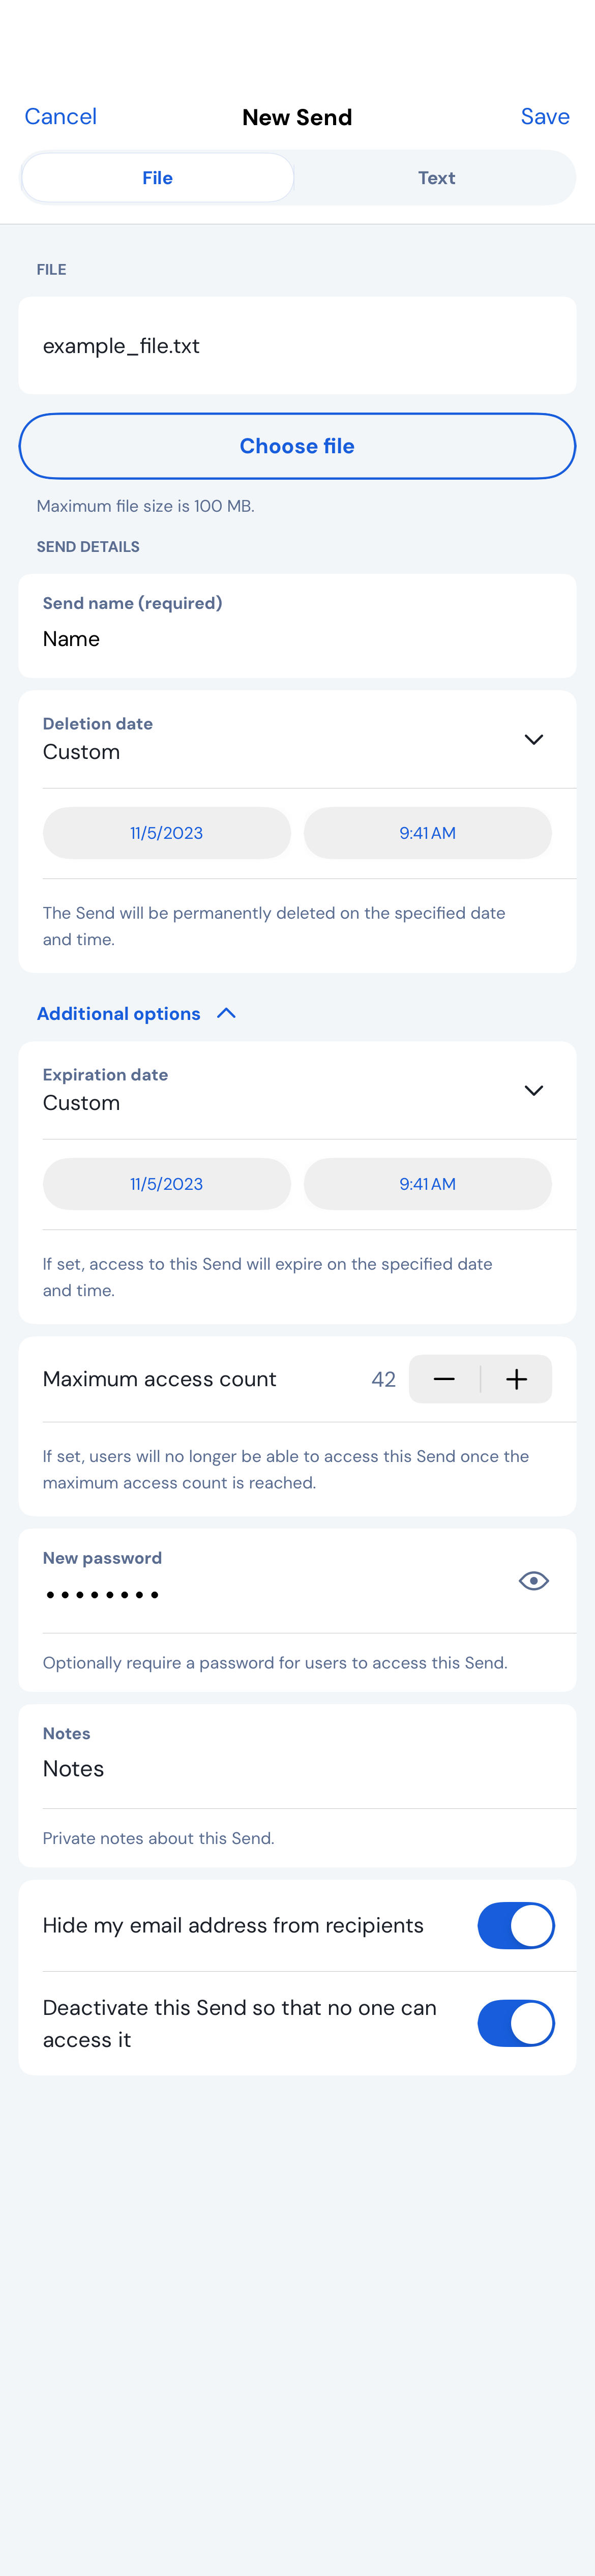 Cancel New Send Save
File Text
FILE
example_file.txt
Choose file
Maximum file size is 100 MB.
SEND DETAILS
Send name (required)
Name
Deletion date
Custom
11/5/2023 9:41 AM
The Send will be permanently deleted on the specified date
and time.
Additional options
Expiration date
Custom
11/5/2023 9:41 AM
If set, access to this Send will expire on the specified date
and time.
Maximum access count 42
If set, users will no longer be able to access this Send once the
maximum access count is reached.
New password
••••••••
Optionally require a password for users to access this Send.
Notes
Notes
Private notes about this Send.
Hide my email address from recipients
Deactivate this Send so that no one can
access it